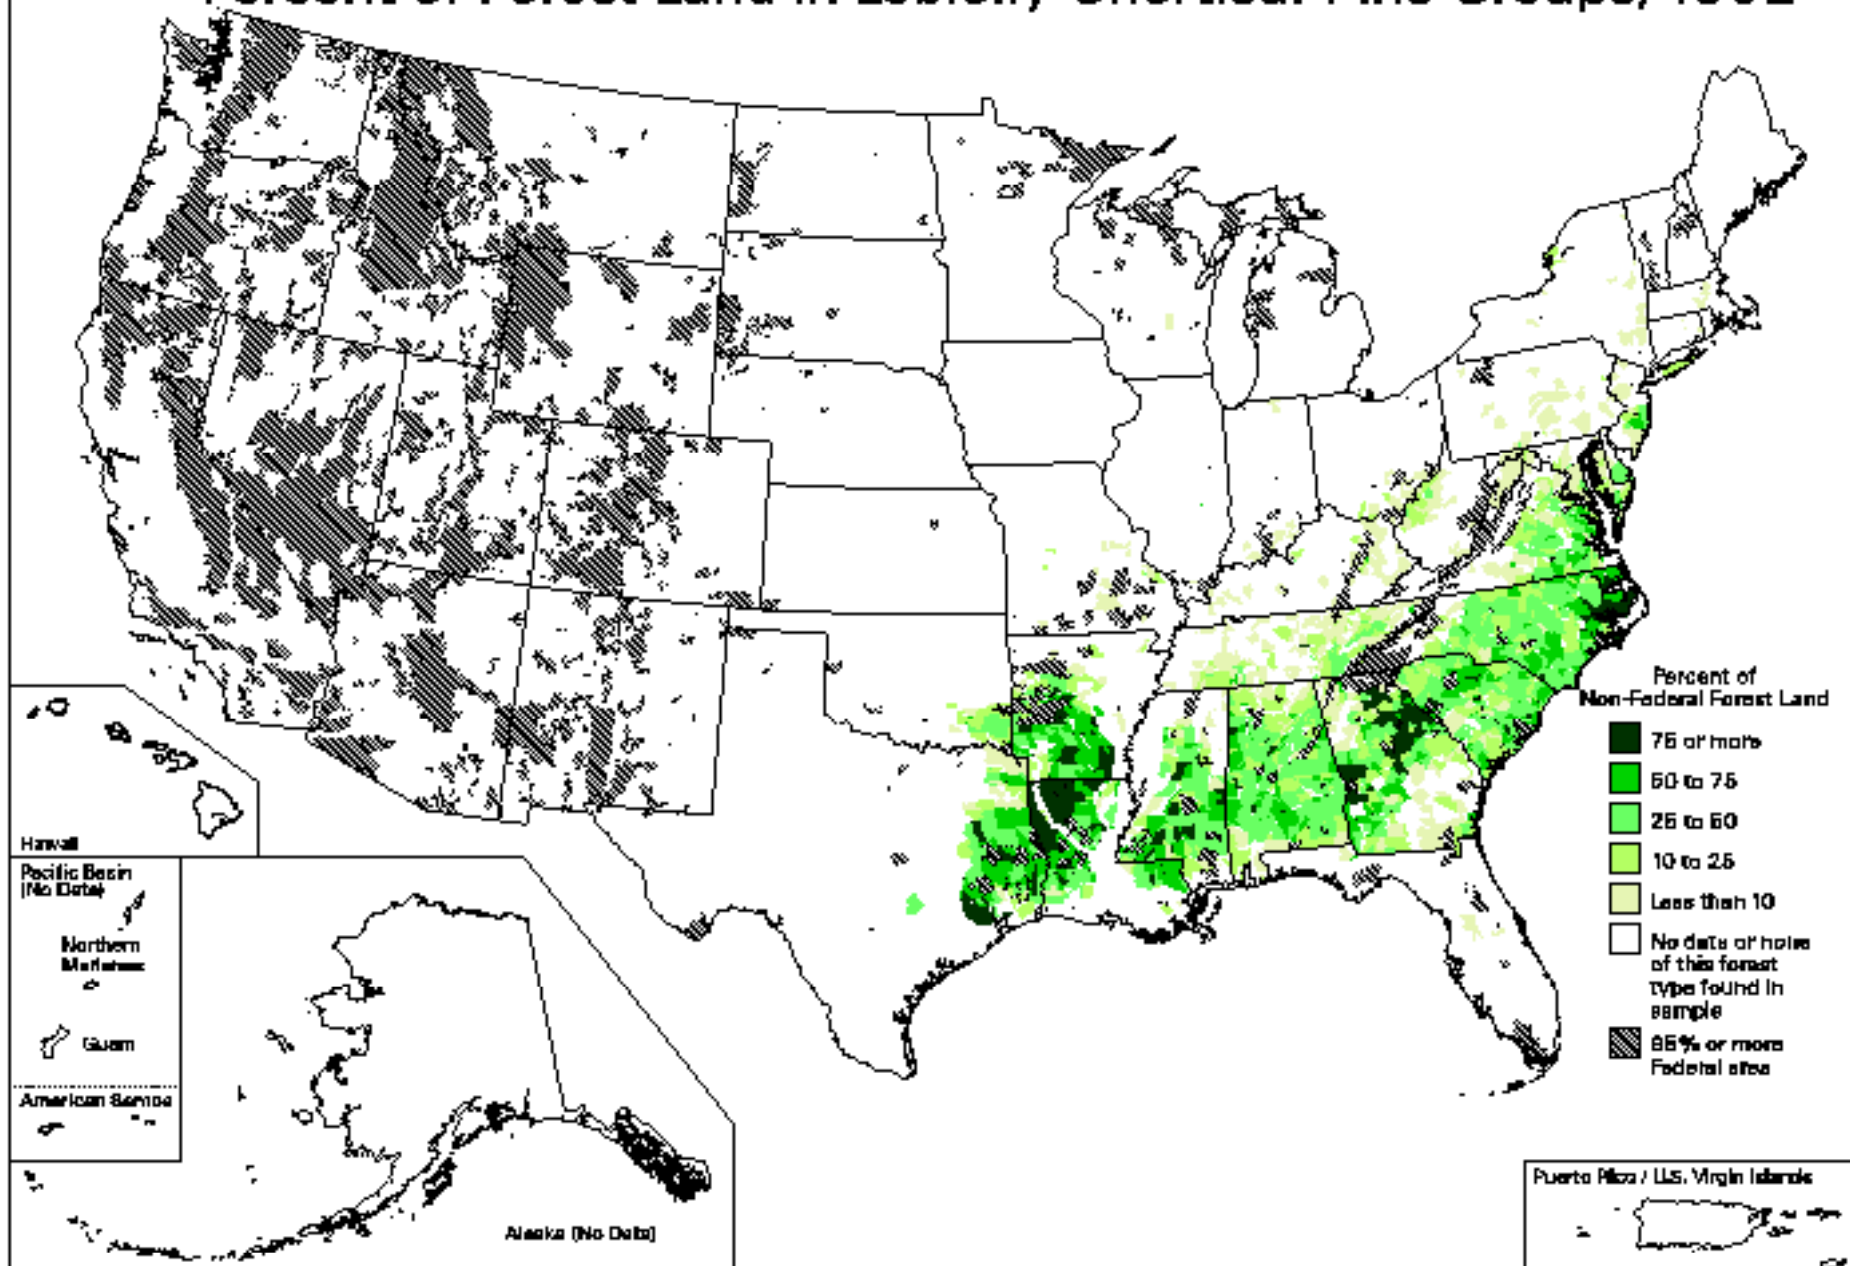 Percent of Forest Land in Loblolly-Shortleaf Pine Groups, 1992
Percent of
Non-Federal Forest Land
75 or more
50 to 75
25 to 50
10 to 25
Less than 10
No data or none
of this forest
type found in
sample
95% or more
Federal area
Hawaii
Pacific Basin
(No Data)
Northern
Marianas
Guam
American Samoa
Alaska (No Data)
Puerto Rico / U.S. Virgin Islands